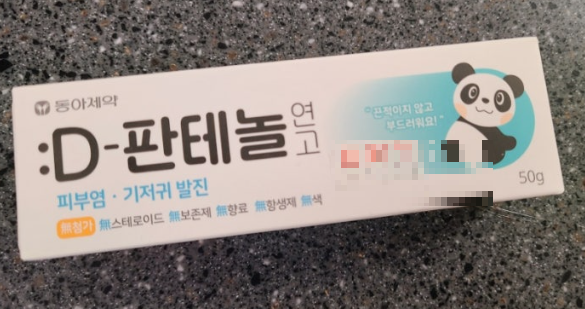 동아제약
:D-판테놀 연고
"끈적이지 않고
부드러워요!"
피부염 · 기저귀 발진
50g
無첨가 無스테로이드 無보존제 無향료 無항생제 無색